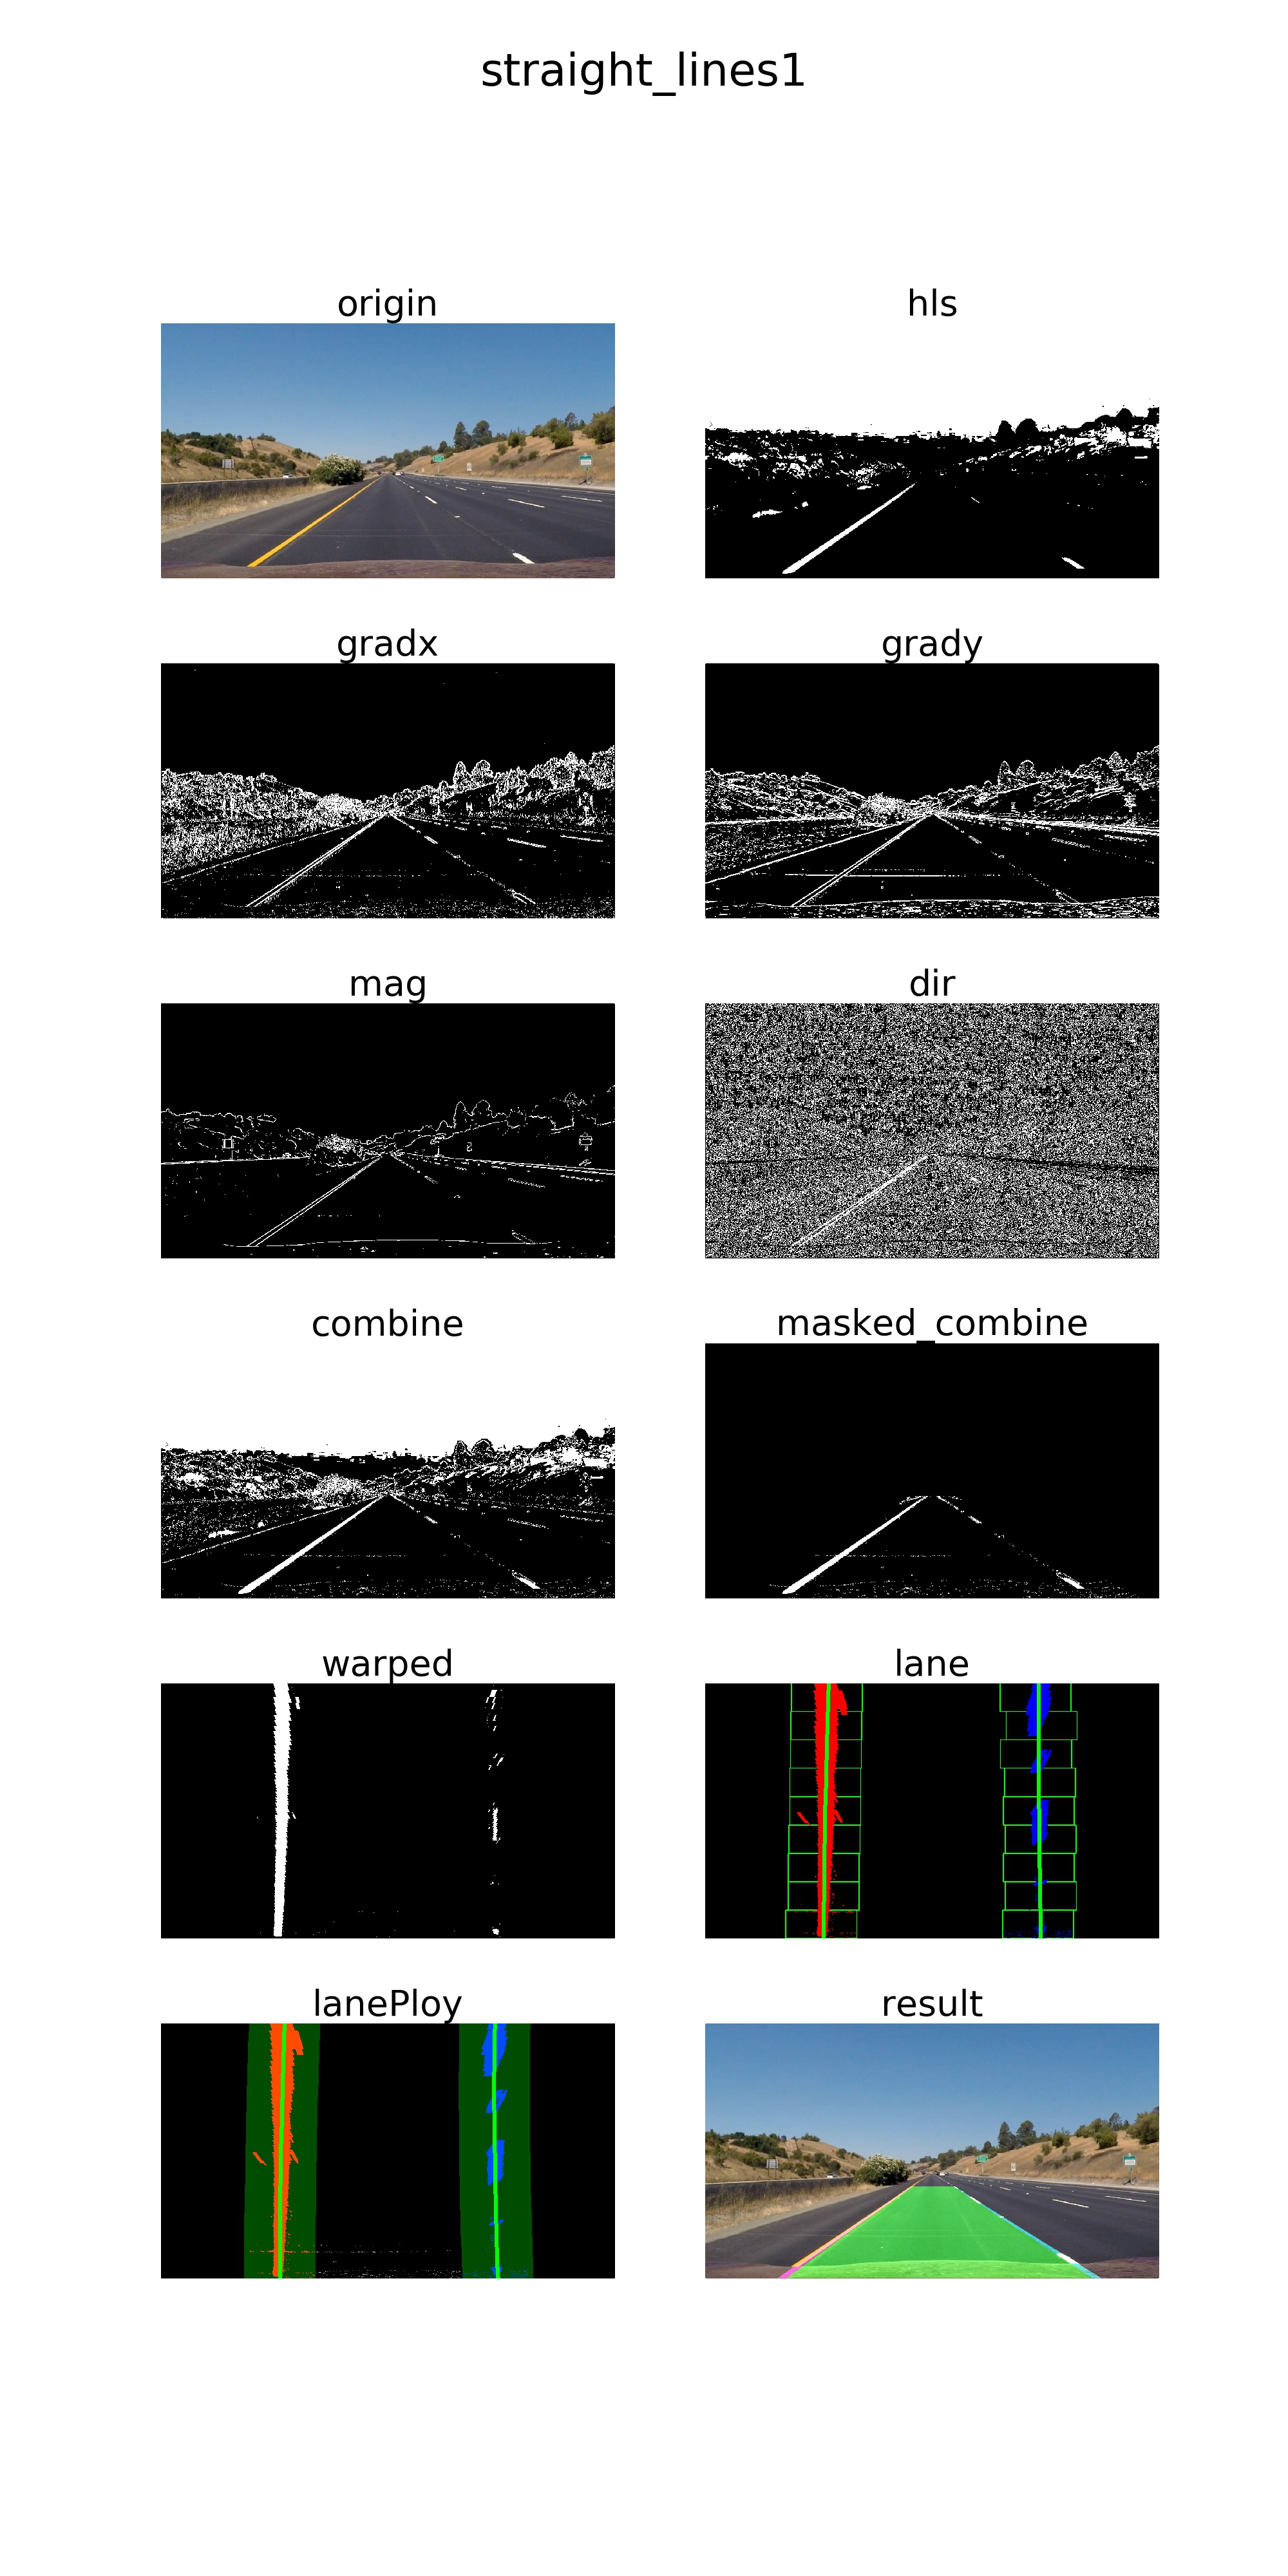 straight_lines1
origin
hls
gradx
grady
mag
dir
combine
masked_combine
warped
lane
lanePloy
result